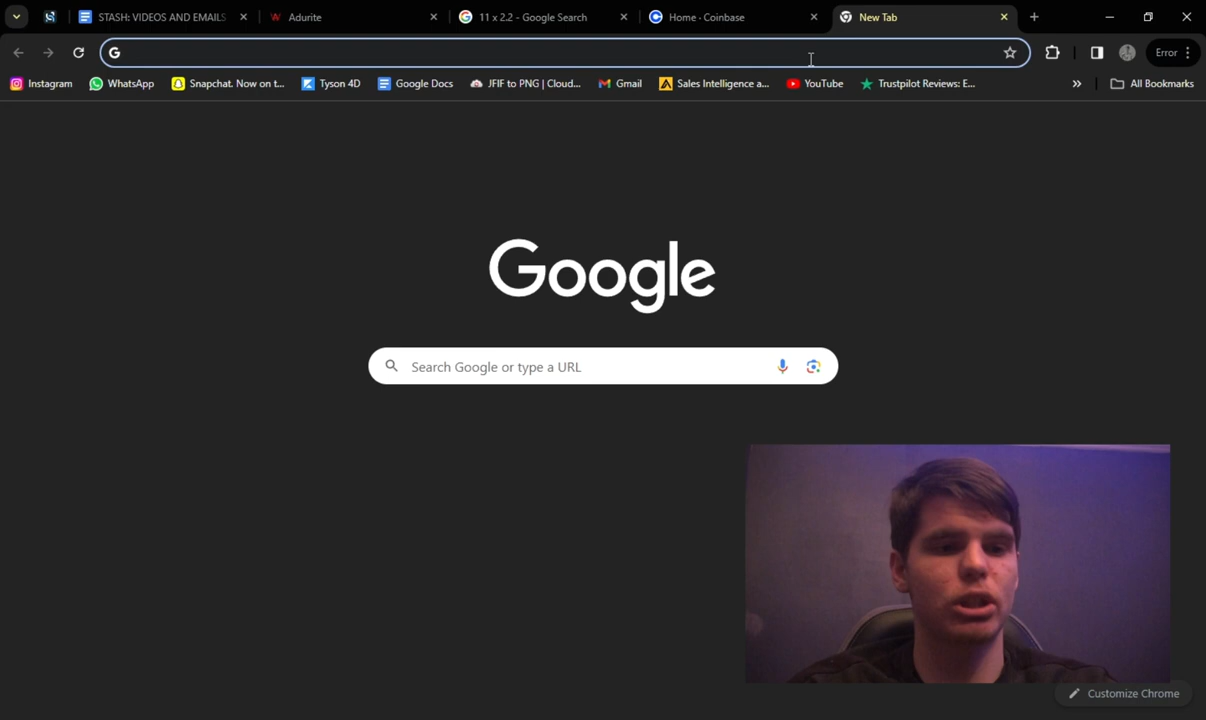 STASH: VIDEOS AND EMAILS
Adurite
11 x 2.2 - Google Search
Home - Coinbase
New Tab
Error
Instagram
WhatsApp
Snapchat. Now on t...
Tyson 4D
Google Docs
JFIF to PNG | Cloud...
Gmail
Sales Intelligence a...
YouTube
Trustpilot Reviews: E...
All Bookmarks
Google
Search Google or type a URL
Customize Chrome